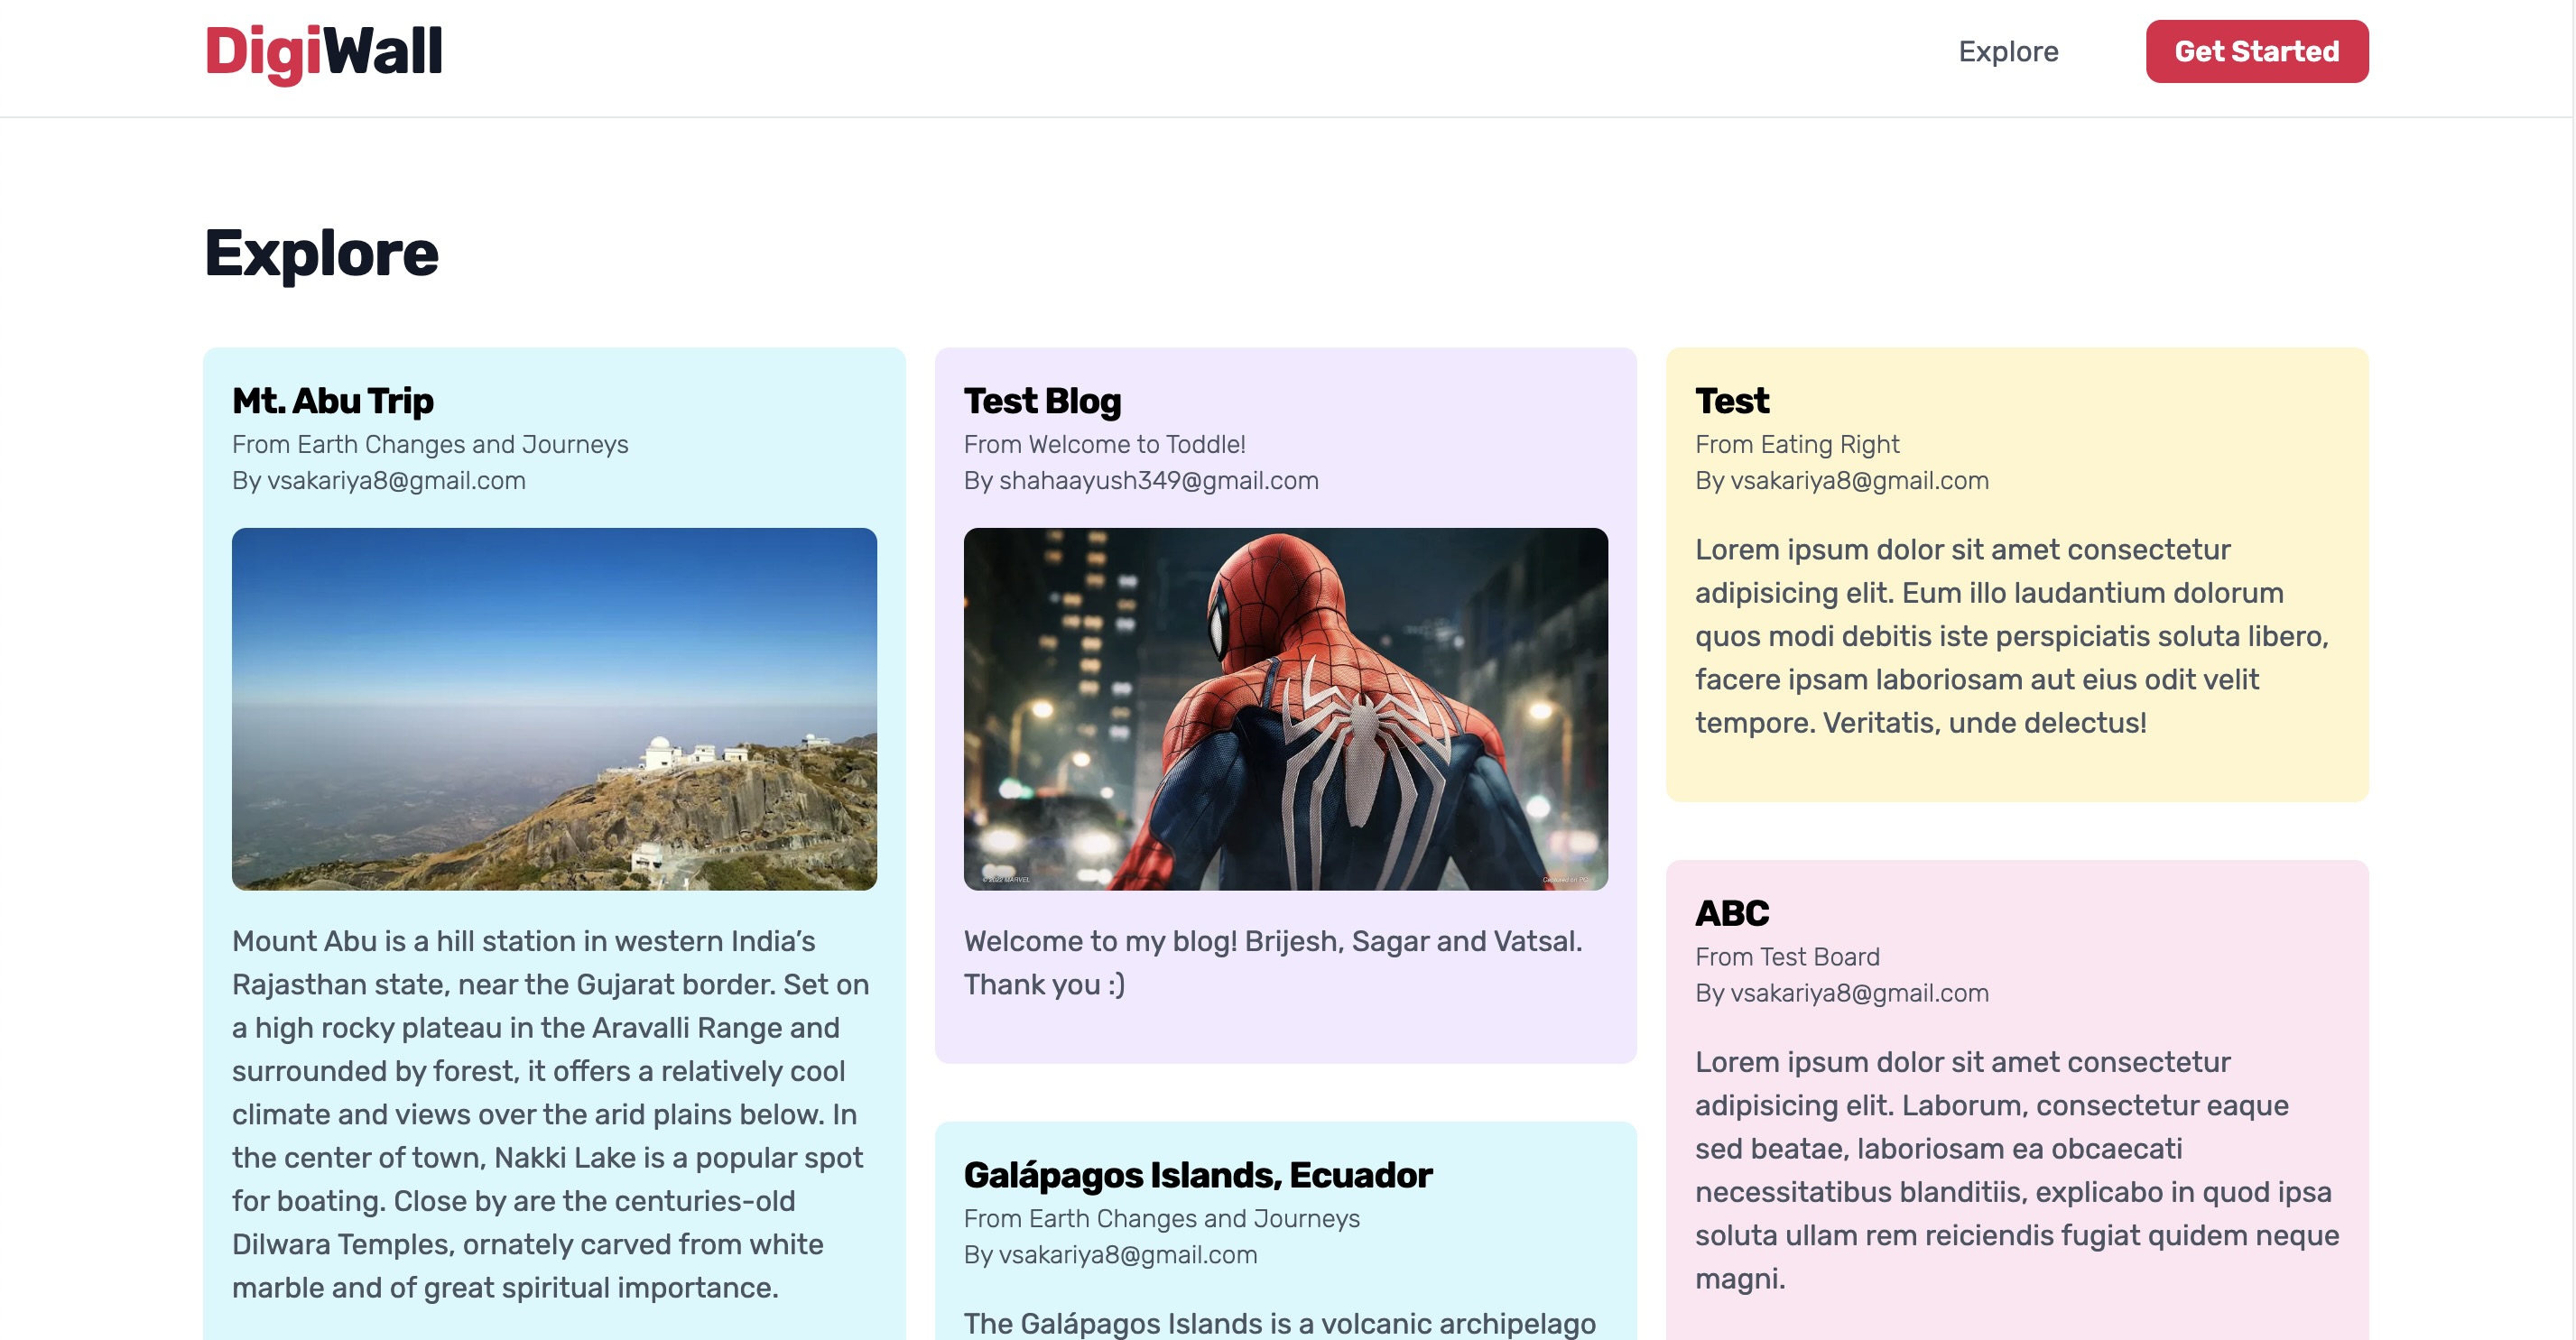 DigiWall
Explore
Get Started
Explore
Mt. Abu Trip
From Earth Changes and Journeys
By vsakariya8@gmail.com
Mount Abu is a hill station in western India’s
Rajasthan state, near the Gujarat border. Set on
a high rocky plateau in the Aravalli Range and
surrounded by forest, it offers a relatively cool
climate and views over the arid plains below. In
the center of town, Nakki Lake is a popular spot
for boating. Close by are the centuries-old
Dilwara Temples, ornately carved from white
marble and of great spiritual importance.
Test Blog
From Welcome to Toddle!
By shahaayush349@gmail.com
© 2022 MARVEL
Captured on PC
Welcome to my blog! Brijesh, Sagar and Vatsal.
Thank you :)
Galápagos Islands, Ecuador
From Earth Changes and Journeys
By vsakariya8@gmail.com
The Galápagos Islands is a volcanic archipelago
Test
From Eating Right
By vsakariya8@gmail.com
Lorem ipsum dolor sit amet consectetur
adipisicing elit. Eum illo laudantium dolorum
quos modi debitis iste perspiciatis soluta libero,
facere ipsam laboriosam aut eius odit velit
tempore. Veritatis, unde delectus!
ABC
From Test Board
By vsakariya8@gmail.com
Lorem ipsum dolor sit amet consectetur
adipisicing elit. Laborum, consectetur eaque
sed beatae, laboriosam ea obcaecati
necessitatibus blanditiis, explicabo in quod ipsa
soluta ullam rem reiciendis fugiat quidem neque
magni.